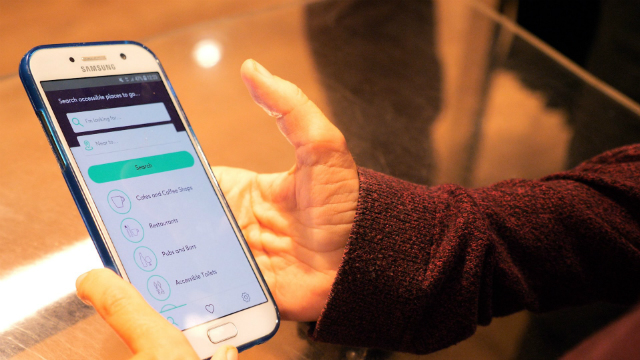 SAMSUNG
Search accessible places to go...
I'm looking for...
Near to...
Search
Cafes and Coffee Shops
Restaurants
Pubs and Bars
Accessible Toilets